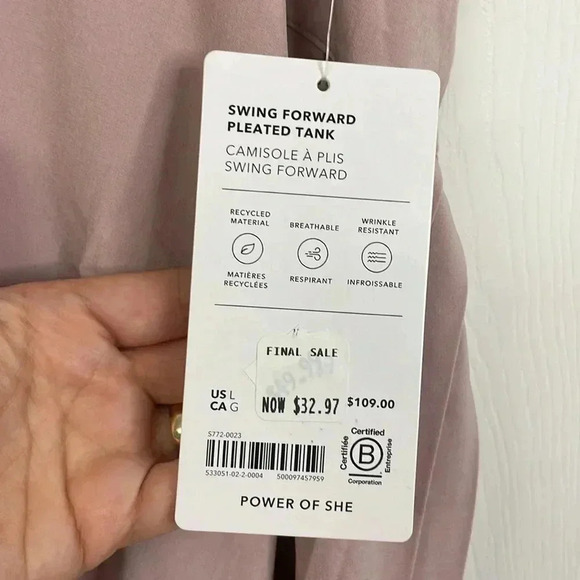 SWING FORWARD
PLEATED TANK
CAMISOLE À PLIS
SWING FORWARD
RECYCLED
MATERIAL
BREATHABLE
WRINKLE
RESISTANT
MATIÈRES
RECYCLÉES
RESPIRANT
INFROISSABLE
FINAL SALE
NOW $32.97
$109.00
US L
CA G
S772-0023
533051-02-2-0004 500097457959
Certified
Certifiée
B
Entreprise
Corporation
POWER OF SHE